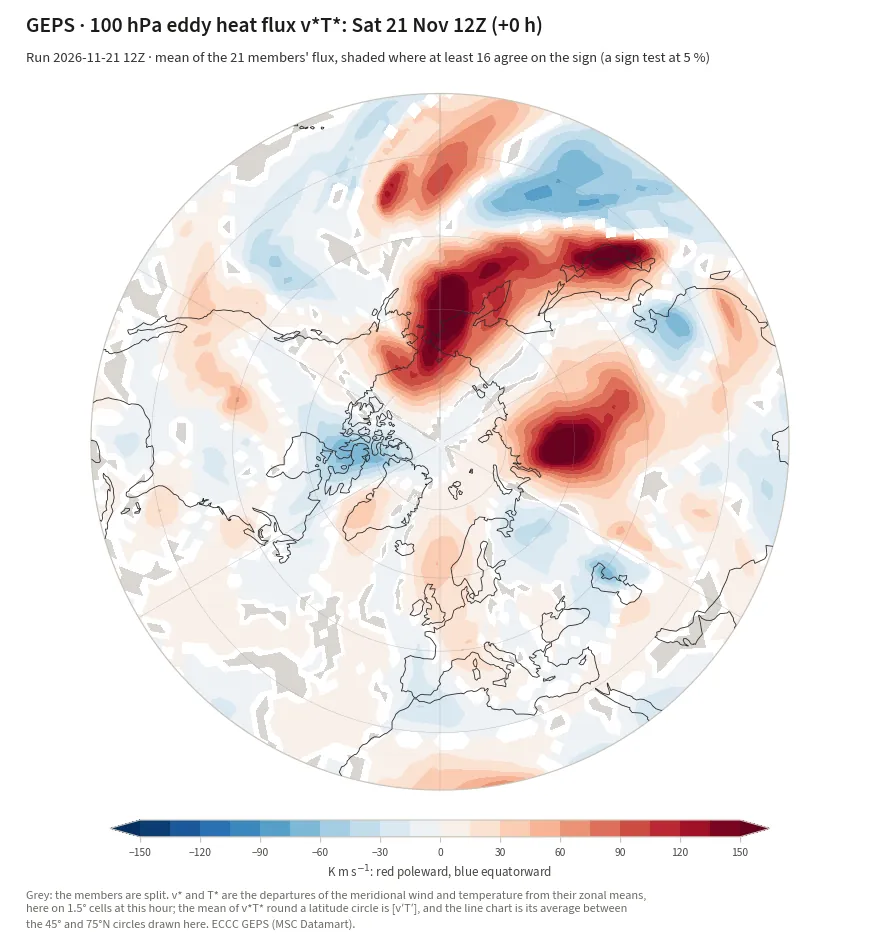 GEPS · 100 hPa eddy heat flux v*T*: Sat 21 Nov 12Z (+0 h)
Run 2026-11-21 12Z · mean of the 21 members' flux, shaded where at least 16 agree on the sign (a sign test at 5 %)
−150 −120 −90 −60 −30 0 30 60 90 120 150
K m s⁻¹: red poleward, blue equatorward
Grey: the members are split. v* and T* are the departures of the meridional wind and temperature from their zonal means,
here on 1.5° cells at this hour; the mean of v*T* round a latitude circle is [v'T'], and the line chart is its average between
the 45° and 75°N circles drawn here. ECCC GEPS (MSC Datamart).